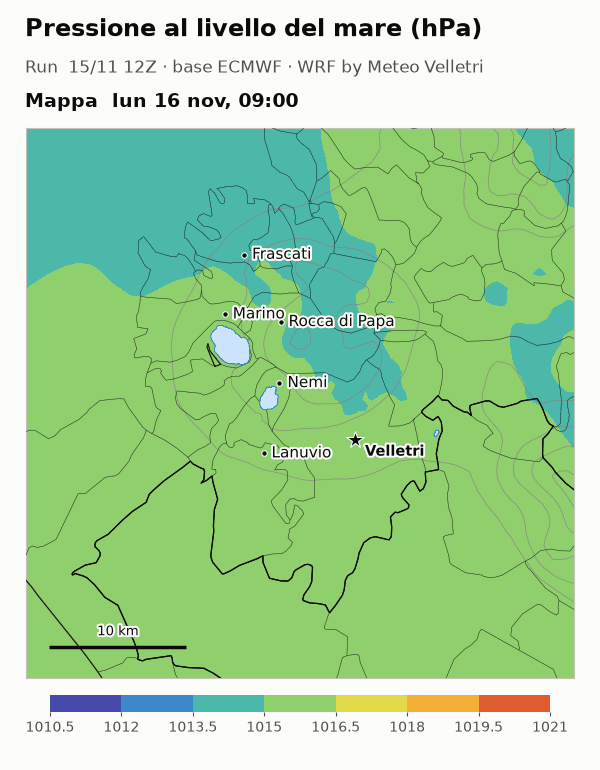 Pressione al livello del mare (hPa)
Run  15/11 12Z · base ECMWF · WRF by Meteo Velletri
Mappa  lun 16 nov, 09:00
Frascati
Marino
Rocca di Papa
Nemi
Velletri
Lanuvio
10 km
1010.5 1012 1013.5 1015 1016.5 1018 1019.5 1021